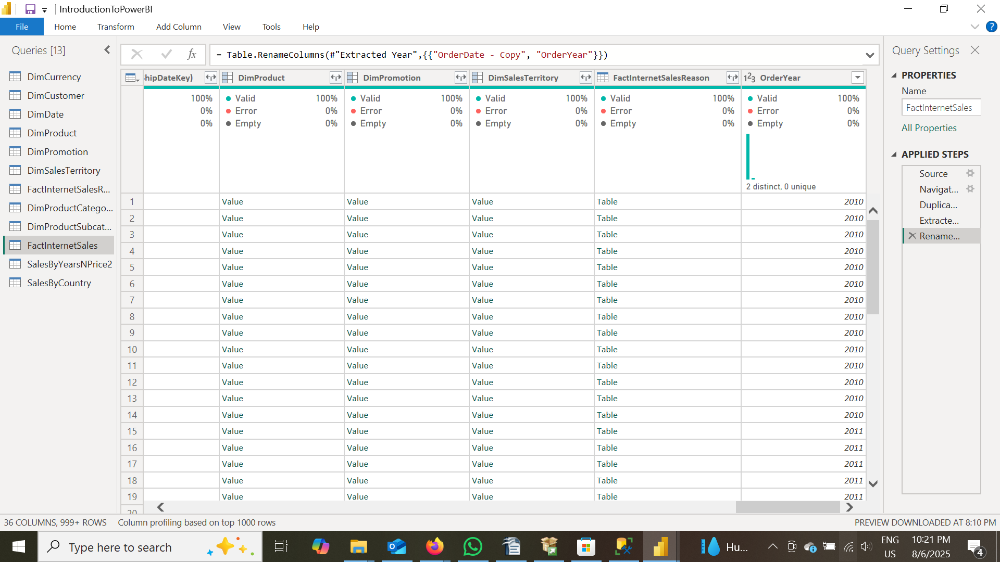 IntroductionToPowerBI
File Home Transform Add Column View Tools Help
Queries [13]
DimCurrency
DimCustomer
DimDate
DimProduct
DimPromotion
DimSalesTerritory
FactInternetSalesR...
DimProductCatego...
DimProductSubcat...
FactInternetSales
SalesByYearsNPrice2
SalesByCountry
fx = Table.RenameColumns(#"Extracted Year",{{"OrderDate - Copy", "OrderYear"}})
ShipDateKey) DimProduct DimPromotion DimSalesTerritory FactInternetSalesReason 123 OrderYear
100% Valid 100% Valid 100% Valid 100% Valid 100% Valid 100%
0% Error 0% Error 0% Error 0% Error 0% Error 0%
0% Empty 0% Empty 0% Empty 0% Empty 0% Empty 0%
2 distinct, 0 unique
1 Value Value Value Table 2010
2 Value Value Value Table 2010
3 Value Value Value Table 2010
4 Value Value Value Table 2010
5 Value Value Value Table 2010
6 Value Value Value Table 2010
7 Value Value Value Table 2010
8 Value Value Value Table 2010
9 Value Value Value Table 2010
10 Value Value Value Table 2010
11 Value Value Value Table 2010
12 Value Value Value Table 2010
13 Value Value Value Table 2010
14 Value Value Value Table 2010
15 Value Value Value Table 2011
16 Value Value Value Table 2011
17 Value Value Value Table 2011
18 Value Value Value Table 2011
19 Value Value Value Table 2011
20
Query Settings
PROPERTIES
Name
FactInternetSales
All Properties
APPLIED STEPS
Source
Navigat...
Duplica...
Extracte...
Rename...
36 COLUMNS, 999+ ROWS Column profiling based on top 1000 rows PREVIEW DOWNLOADED AT 8:10 PM
Type here to search
Hu...
ENG
US
10:21 PM
8/6/2025
4